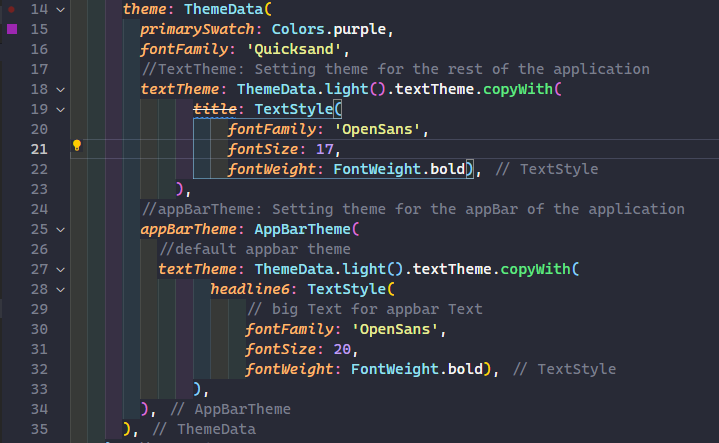 14 theme: ThemeData(
15 primarySwatch: Colors.purple,
16 fontFamily: 'Quicksand',
17 //TextTheme: Setting theme for the rest of the application
18 textTheme: ThemeData.light().textTheme.copyWith(
19 title: TextStyle(
20 fontFamily: 'OpenSans',
21 fontSize: 17,
22 fontWeight: FontWeight.bold), // TextStyle
23 ),
24 //appBarTheme: Setting theme for the appBar of the application
25 appBarTheme: AppBarTheme(
26 //default appbar theme
27 textTheme: ThemeData.light().textTheme.copyWith(
28 headline6: TextStyle(
29 // big Text for appbar Text
30 fontFamily: 'OpenSans',
31 fontSize: 20,
32 fontWeight: FontWeight.bold), // TextStyle
33 ),
34 ), // AppBarTheme
35 ), // ThemeData